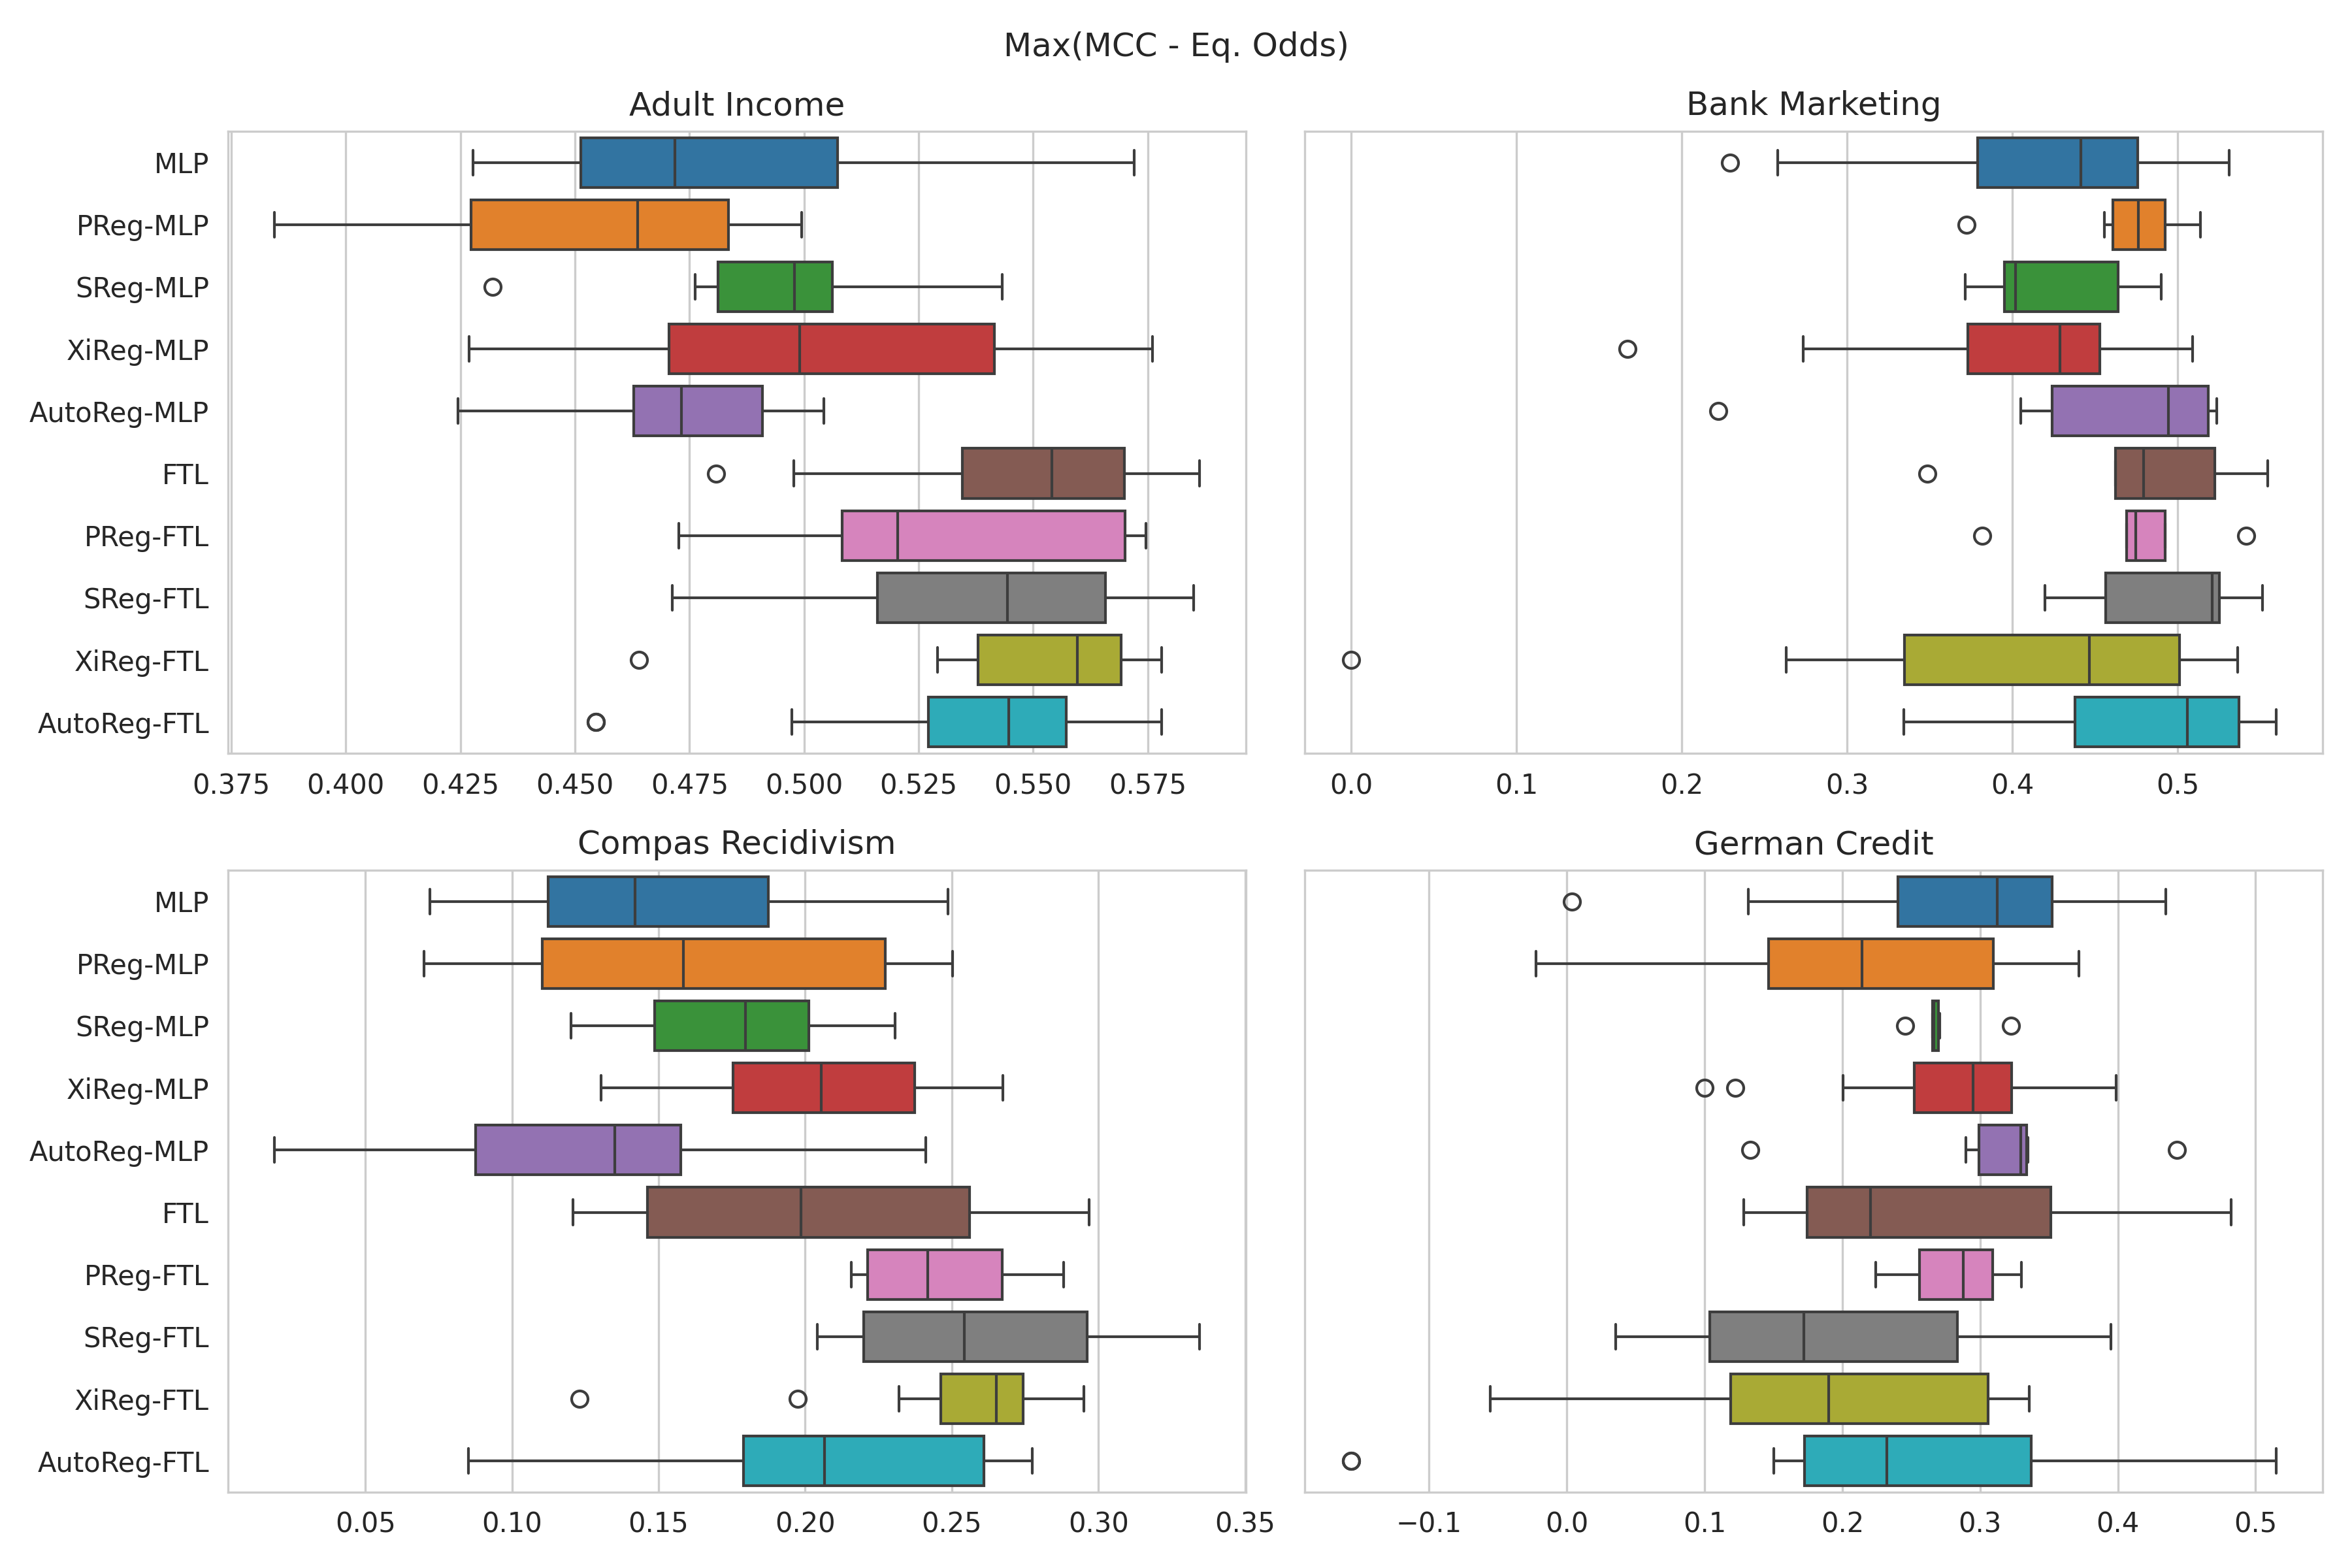 Max(MCC - Eq. Odds)
Adult Income
MLP
PReg-MLP
SReg-MLP
XiReg-MLP
AutoReg-MLP
FTL
PReg-FTL
SReg-FTL
XiReg-FTL
AutoReg-FTL
0.375 0.400 0.425 0.450 0.475 0.500 0.525 0.550 0.575
Bank Marketing
0.0 0.1 0.2 0.3 0.4 0.5
Compas Recidivism
MLP
PReg-MLP
SReg-MLP
XiReg-MLP
AutoReg-MLP
FTL
PReg-FTL
SReg-FTL
XiReg-FTL
AutoReg-FTL
0.05 0.10 0.15 0.20 0.25 0.30 0.35
German Credit
−0.1 0.0 0.1 0.2 0.3 0.4 0.5